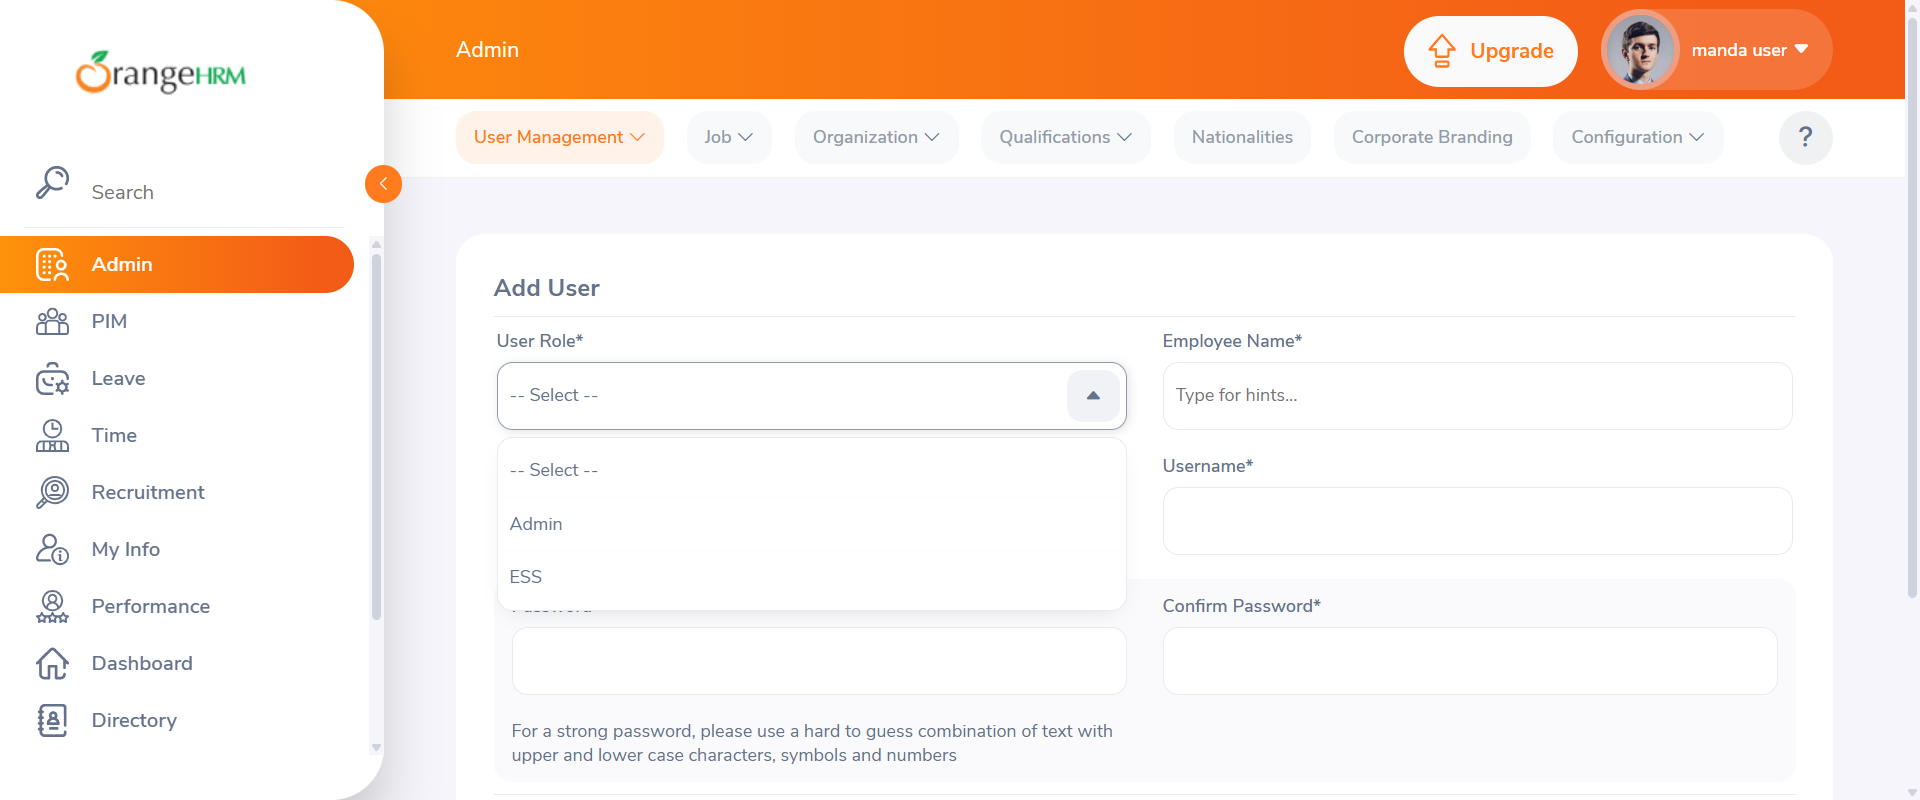 OrangeHRM
Admin
Upgrade
manda user
User Management
Job
Organization
Qualifications
Nationalities
Corporate Branding
Configuration
?
Search
Admin
PIM
Leave
Time
Recruitment
My Info
Performance
Dashboard
Directory
Add User
User Role*
-- Select --
-- Select --
Admin
ESS
Employee Name*
Type for hints...
Username*
Confirm Password*
For a strong password, please use a hard to guess combination of text with
upper and lower case characters, symbols and numbers